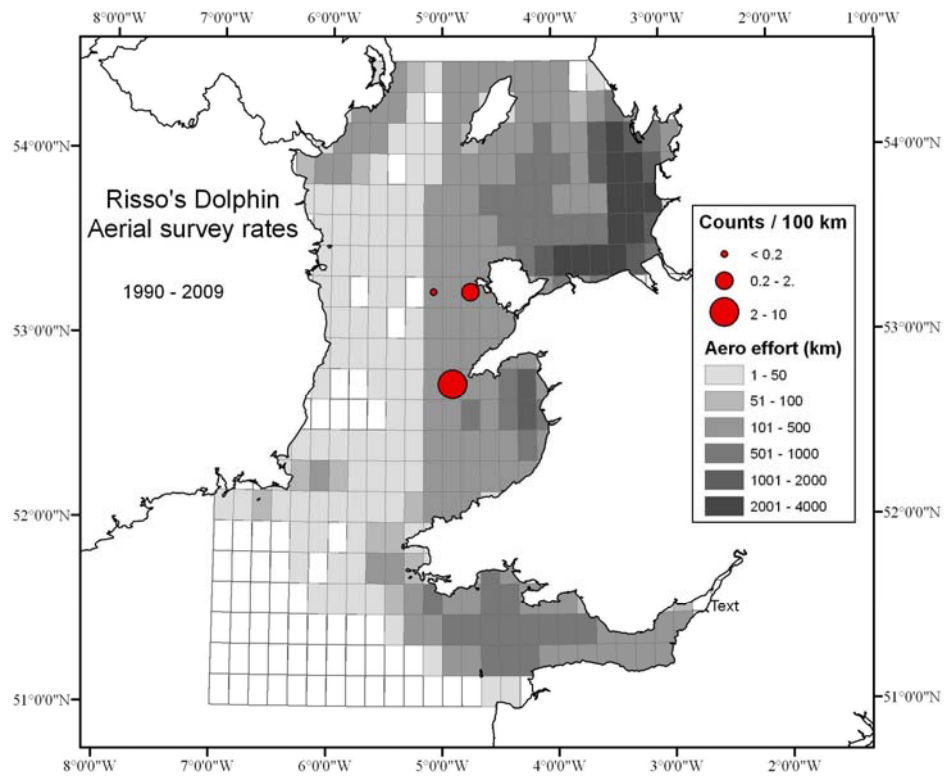 8°0'0"W 7°0'0"W 6°0'0"W 5°0'0"W 4°0'0"W 3°0'0"W 2°0'0"W 1°0'0"W
54°0'0"N 54°0'0"N
Risso's Dolphin
Aerial survey rates
1990 - 2009
Counts / 100 km
< 0.2
0.2 - 2.
2 - 10
53°0'0"N 53°0'0"N
Aero effort (km)
1 - 50
51 - 100
101 - 500
501 - 1000
1001 - 2000
2001 - 4000
52°0'0"N 52°0'0"N
Text
51°0'0"N 51°0'0"N
8°0'0"W 7°0'0"W 6°0'0"W 5°0'0"W 4°0'0"W 3°0'0"W 2°0'0"W 1°0'0"W